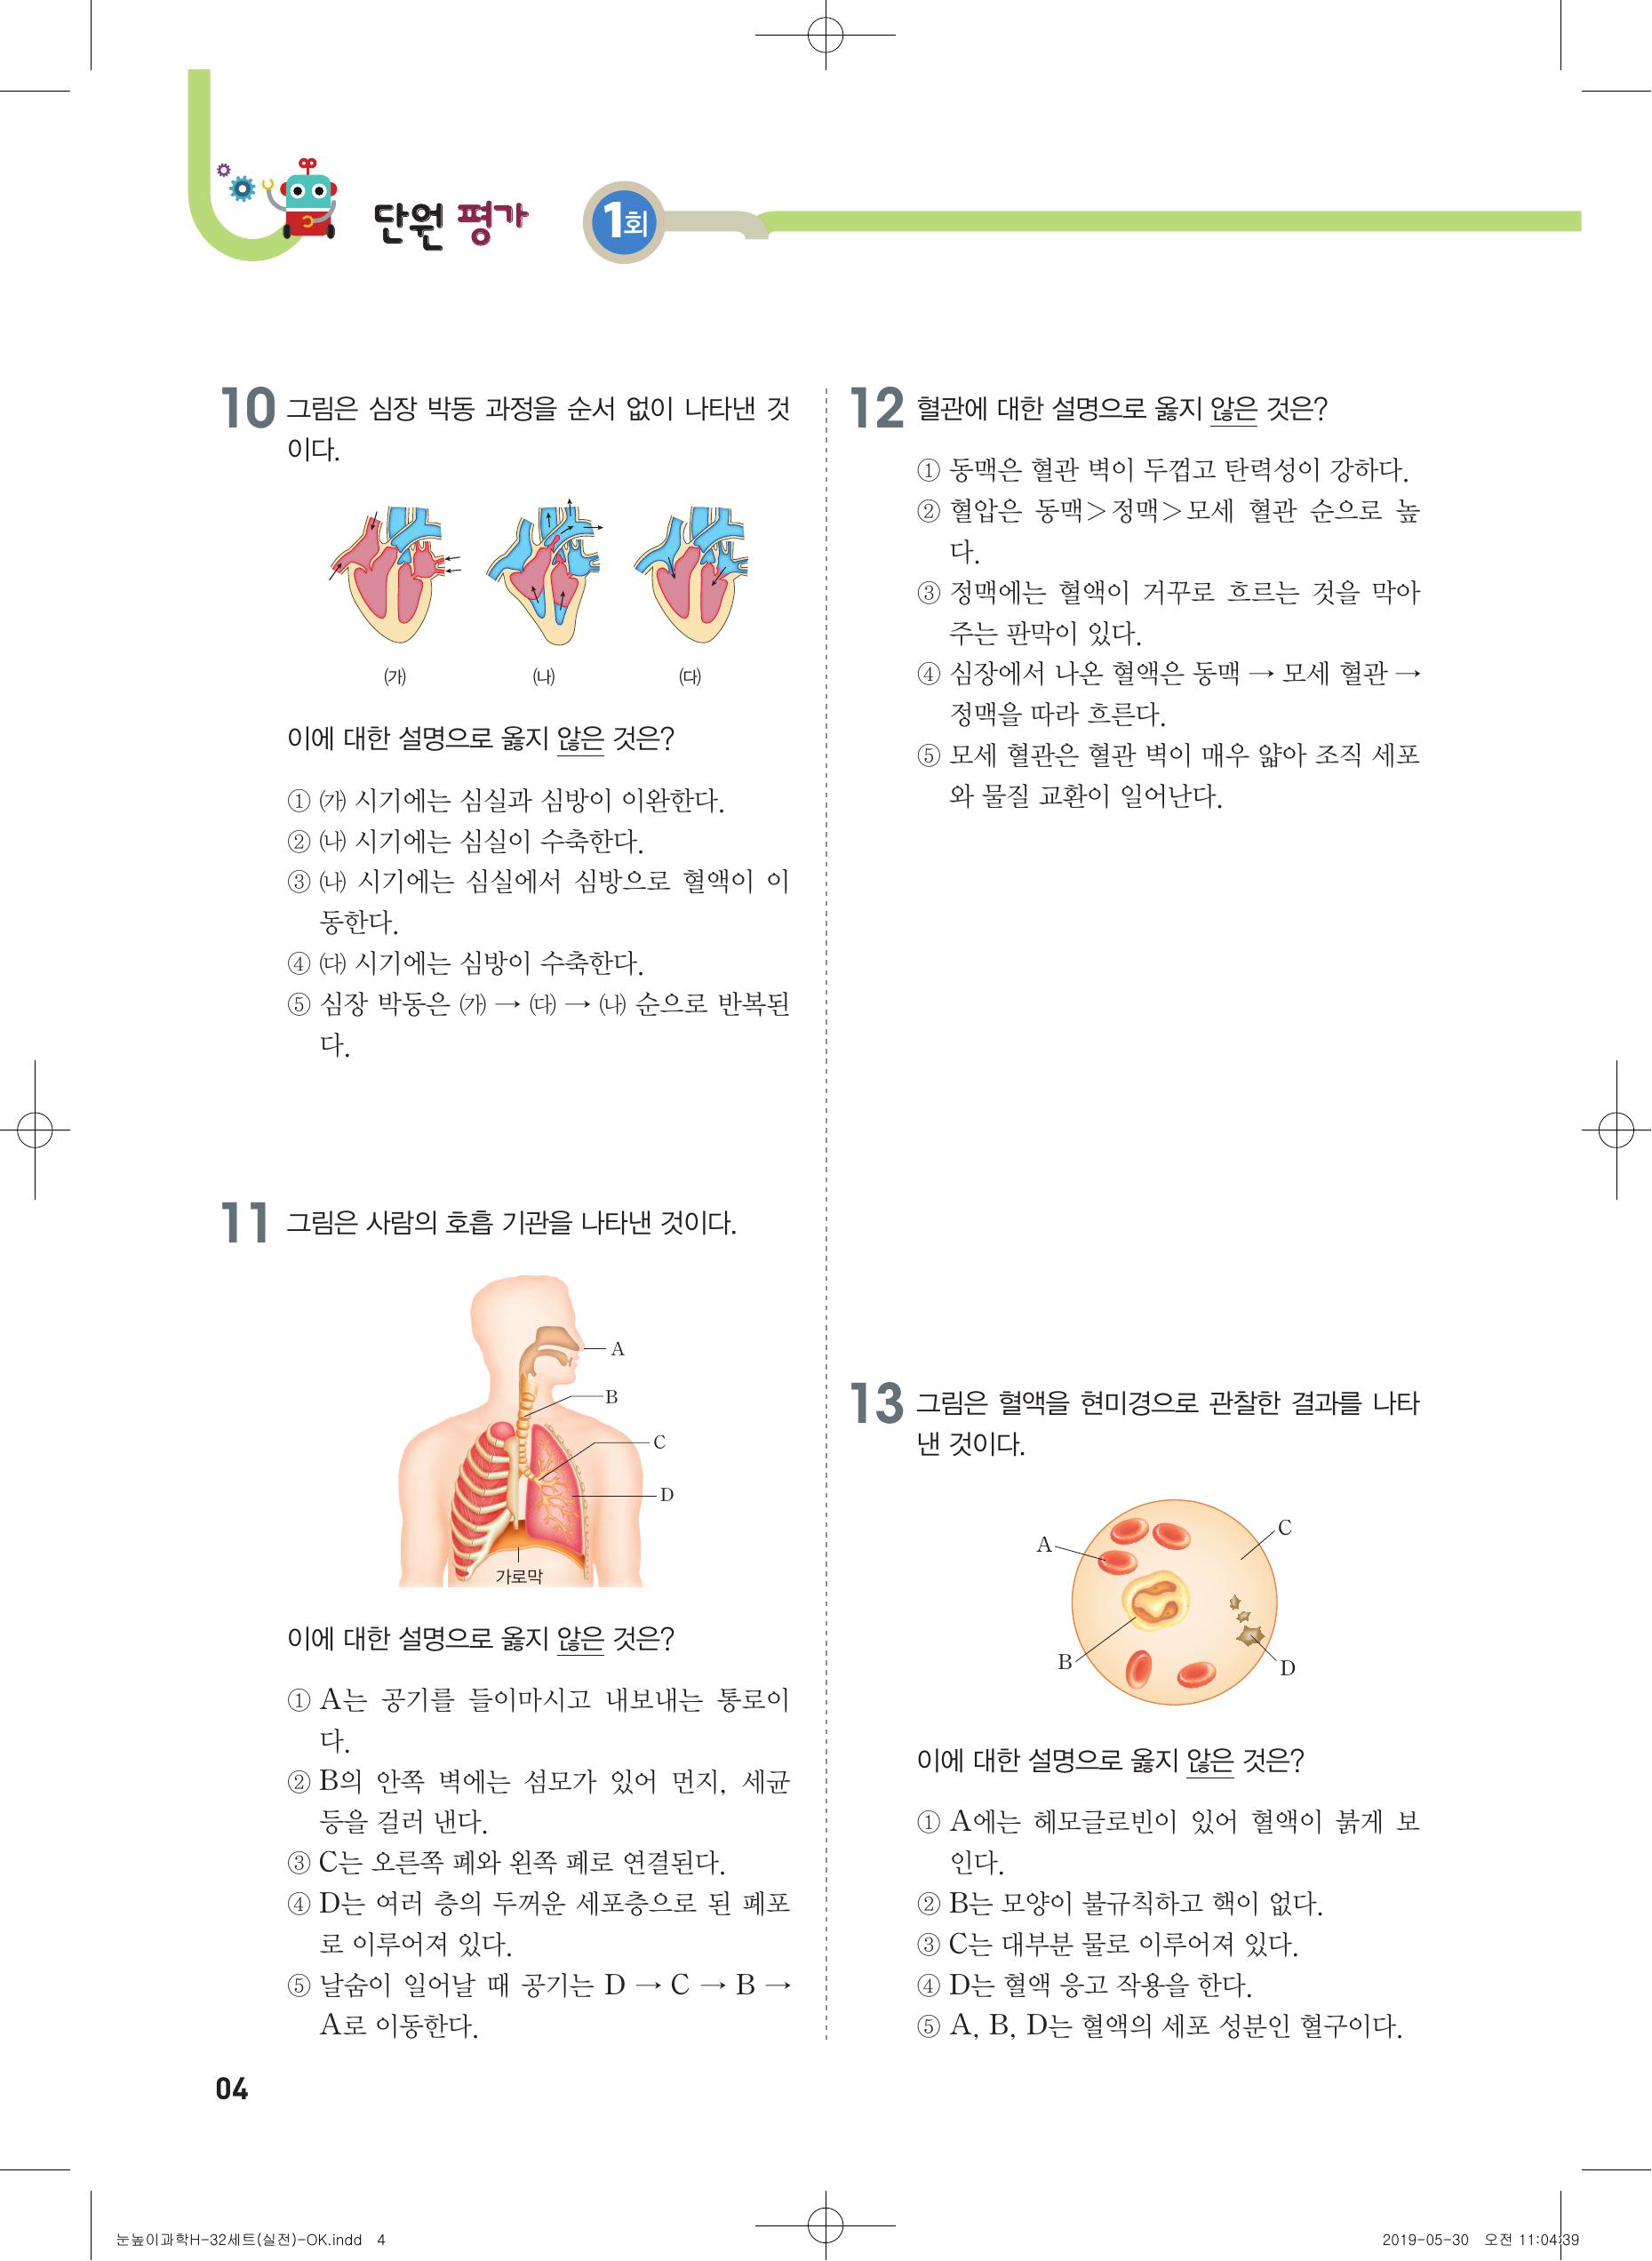 단원 평가 1회
10 그림은 심장 박동 과정을 순서 없이 나타낸 것
이다.
(가) (나) (다)
이에 대한 설명으로 옳지 않은 것은?
① (가) 시기에는 심실과 심방이 이완한다.
② (나) 시기에는 심실이 수축한다.
③ (나) 시기에는 심실에서 심방으로 혈액이 이
동한다.
④ (다) 시기에는 심방이 수축한다.
⑤ 심장 박동은 (가) → (다) → (나) 순으로 반복된
다.
11 그림은 사람의 호흡 기관을 나타낸 것이다.
A
B
C
D
가로막
이에 대한 설명으로 옳지 않은 것은?
① A는 공기를 들이마시고 내보내는 통로이
다.
② B의 안쪽 벽에는 섬모가 있어 먼지, 세균
등을 걸러 낸다.
③ C는 오른쪽 폐와 왼쪽 폐로 연결된다.
④ D는 여러 층의 두꺼운 세포층으로 된 폐포
로 이루어져 있다.
⑤ 날숨이 일어날 때 공기는 D → C → B →
A로 이동한다.
12 혈관에 대한 설명으로 옳지 않은 것은?
① 동맥은 혈관 벽이 두껍고 탄력성이 강하다.
② 혈압은 동맥>정맥>모세 혈관 순으로 높
다.
③ 정맥에는 혈액이 거꾸로 흐르는 것을 막아
주는 판막이 있다.
④ 심장에서 나온 혈액은 동맥 → 모세 혈관 →
정맥을 따라 흐른다.
⑤ 모세 혈관은 혈관 벽이 매우 얇아 조직 세포
와 물질 교환이 일어난다.
13 그림은 혈액을 현미경으로 관찰한 결과를 나타
낸 것이다.
C
A
B
D
이에 대한 설명으로 옳지 않은 것은?
① A에는 헤모글로빈이 있어 혈액이 붉게 보
인다.
② B는 모양이 불규칙하고 핵이 없다.
③ C는 대부분 물로 이루어져 있다.
④ D는 혈액 응고 작용을 한다.
⑤ A, B, D는 혈액의 세포 성분인 혈구이다.
04
눈높이과학H-32세트(실전)-OK.indd 4
2019-05-30 오전 11:04:39